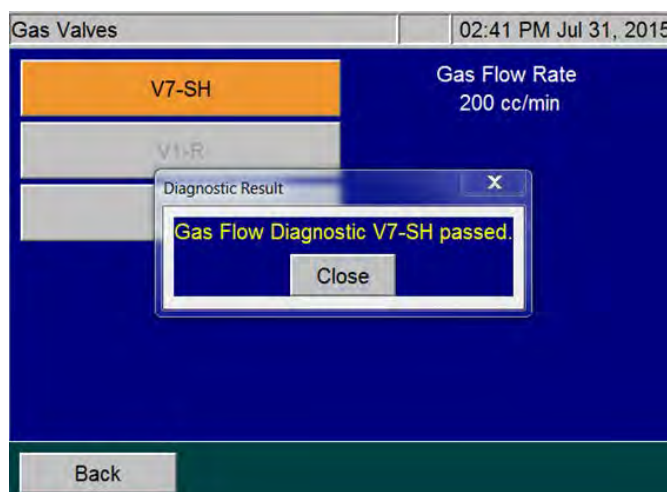 Gas Valves
02:41 PM Jul 31, 2015
V7-SH
Gas Flow Rate
200 cc/min
V1-R
Diagnostic Result
X
Gas Flow Diagnostic V7-SH passed.
Close
Back